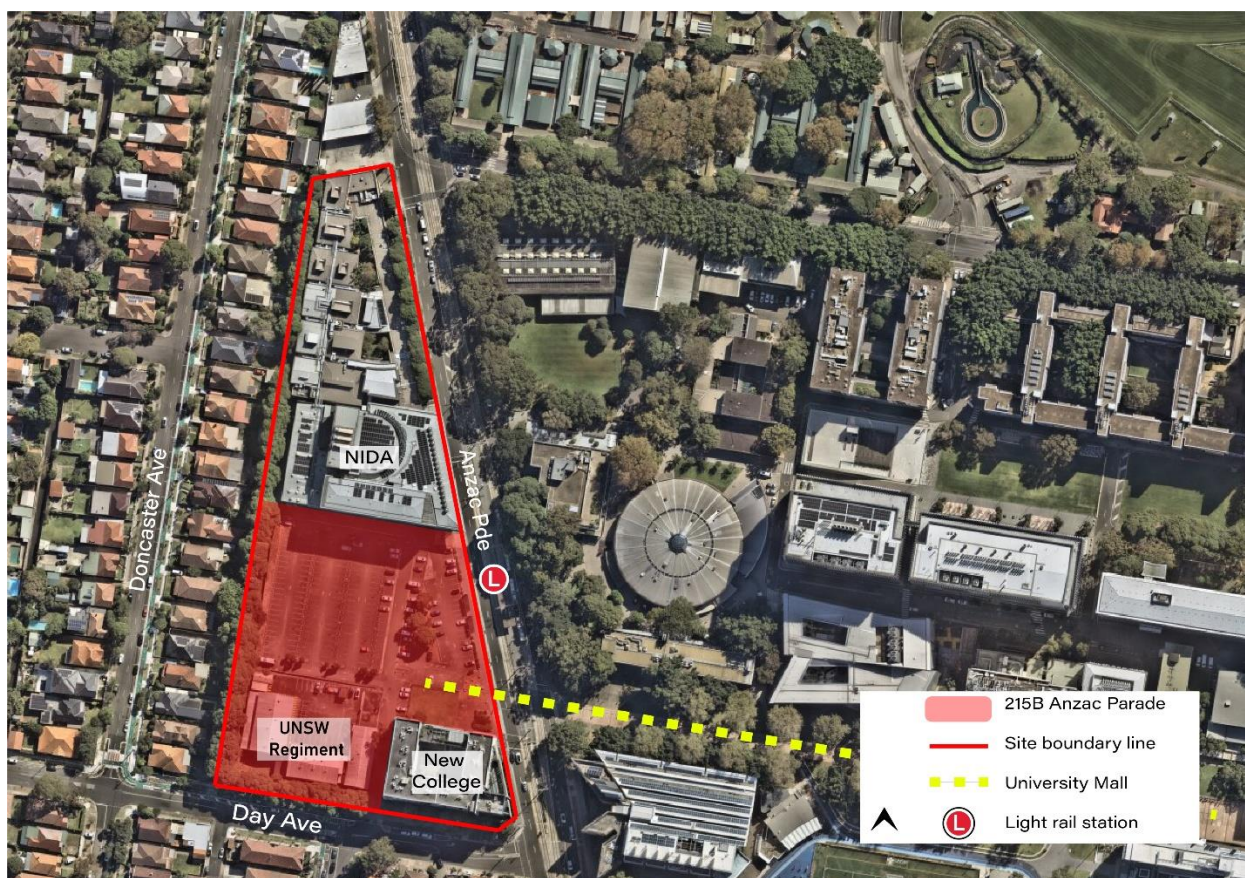 NIDA
Anzac Pde
Doncaster Ave
L
UNSW
Regiment
New
College
Day Ave
215B Anzac Parade
Site boundary line
University Mall
L
Light rail station